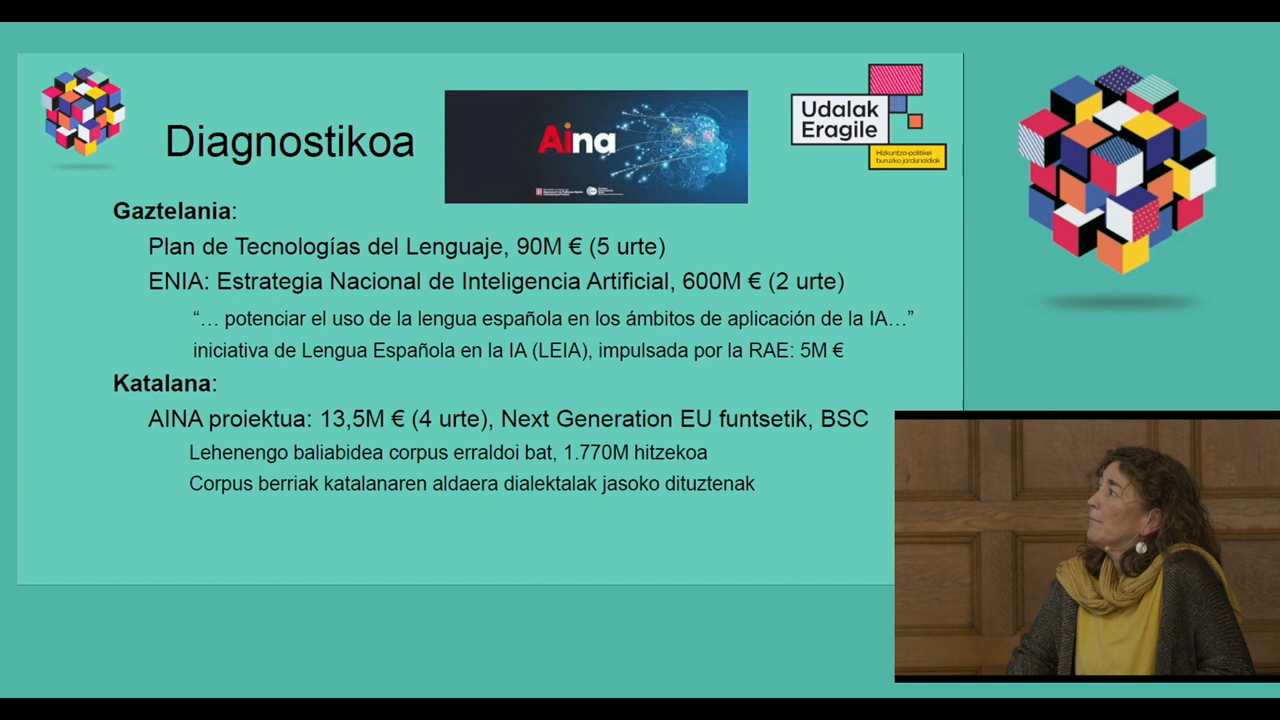 Diagnostikoa
Aina
Udalak
Eragile
Hizkuntza-politikei
buruzko jardunaldiak
Gaztelania:
Plan de Tecnologías del Lenguaje, 90M € (5 urte)
ENIA: Estrategia Nacional de Inteligencia Artificial, 600M € (2 urte)
“… potenciar el uso de la lengua española en los ámbitos de aplicación de la IA…”
iniciativa de Lengua Española en la IA (LEIA), impulsada por la RAE: 5M €
Katalana:
AINA proiektua: 13,5M € (4 urte), Next Generation EU funtsetik, BSC
Lehenengo baliabidea corpus erraldoi bat, 1.770M hitzekoa
Corpus berriak katalanaren aldaera dialektalak jasoko dituztenak